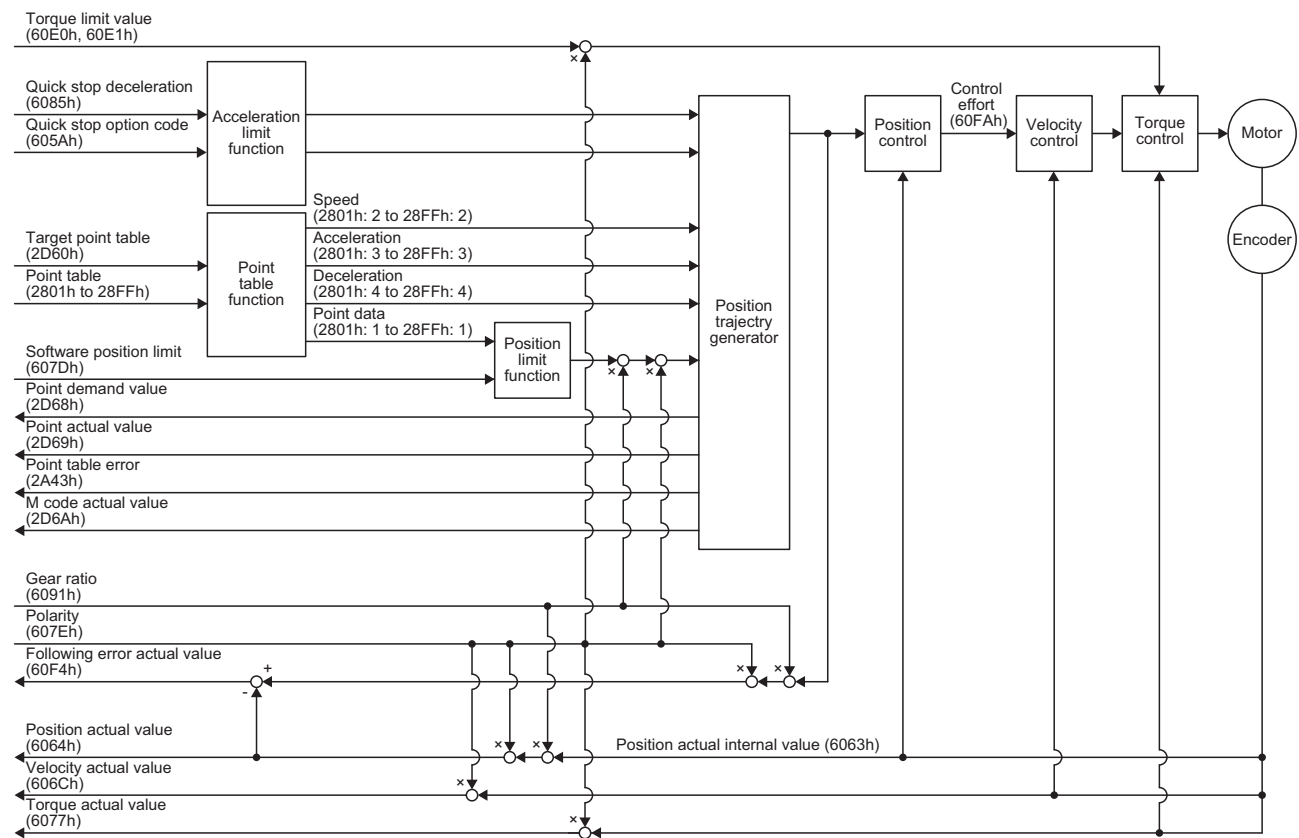 Torque limit value
(60E0h, 60E1h)
×
Quick stop deceleration
(6085h)
Quick stop option code
(605Ah)
Acceleration
limit
function
Control
effort
(60FAh)
Position
control
Velocity
control
Torque
control
Motor
Encoder
Speed
(2801h: 2 to 28FFh: 2)
Target point table
(2D60h)
Point table
(2801h to 28FFh)
Point
table
function
Acceleration
(2801h: 3 to 28FFh: 3)
Deceleration
(2801h: 4 to 28FFh: 4)
Point data
(2801h: 1 to 28FFh: 1)
Position
trajectry
generator
Software position limit
(607Dh)
Position
limit
function
×
×
Point demand value
(2D68h)
Point actual value
(2D69h)
Point table error
(2A43h)
M code actual value
(2D6Ah)
Gear ratio
(6091h)
Polarity
(607Eh)
Following error actual value
(60F4h)
+
-
×
×
Position actual value
(6064h)
×
×
Position actual internal value (6063h)
Velocity actual value
(606Ch)
×
Torque actual value
(6077h)
×